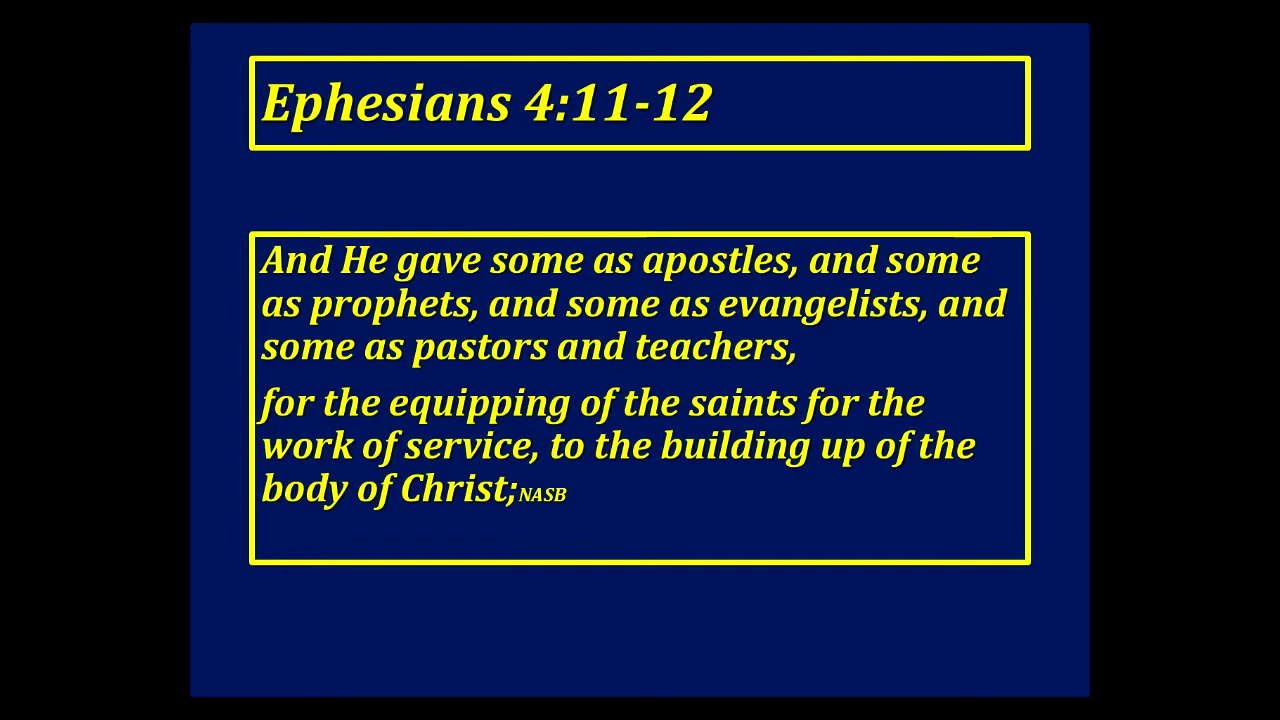 Ephesians 4:11-12
And He gave some as apostles, and some
as prophets, and some as evangelists, and
some as pastors and teachers,
for the equipping of the saints for the
work of service, to the building up of the
body of Christ;NASB